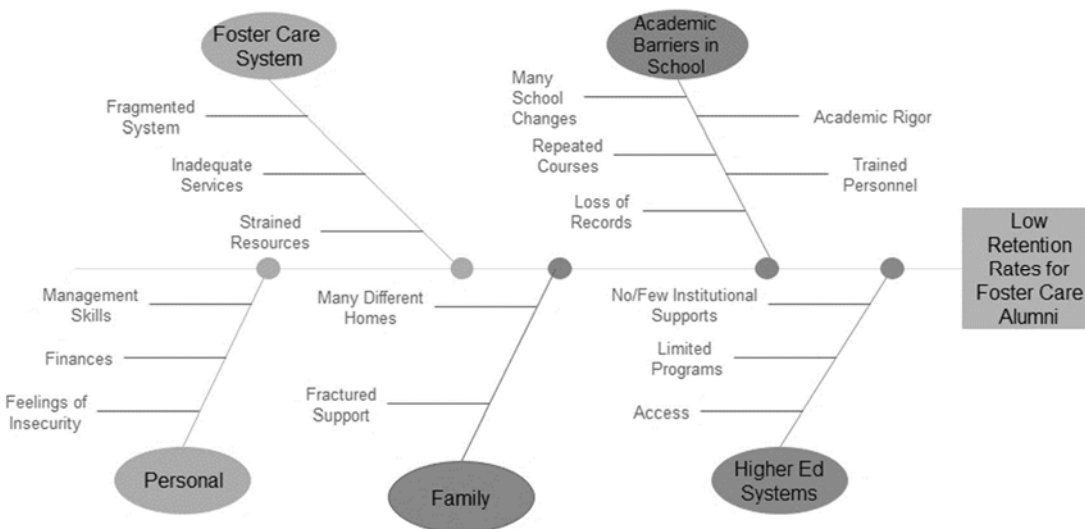 Foster Care
System
Fragmented
System
Inadequate
Services
Strained
Resources
Academic
Barriers in
School
Many
School
Changes
Repeated
Courses
Loss of
Records
Academic Rigor
Trained
Personnel
Low
Retention
Rates for
Foster Care
Alumni
Management
Skills
Finances
Feelings of
Insecurity
Personal
Many Different
Homes
Fractured
Support
Family
No/Few Institutional
Supports
Limited
Programs
Access
Higher Ed
Systems